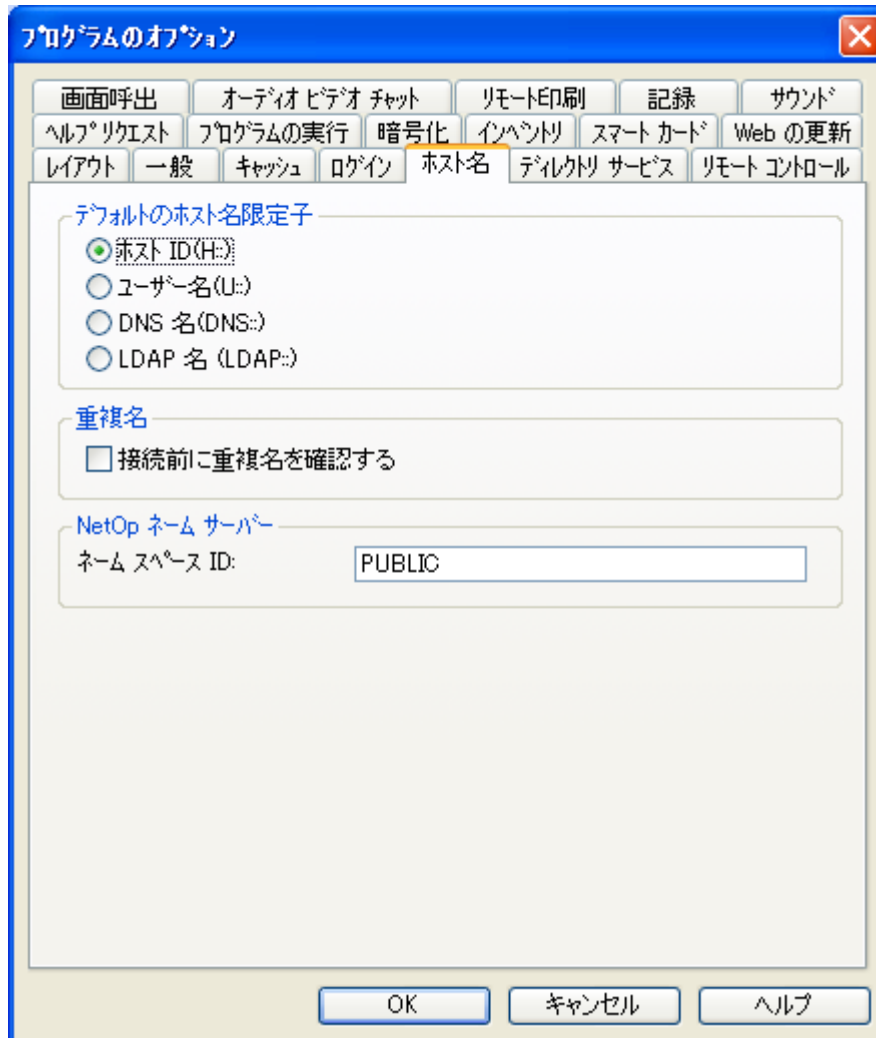 プログラムのオプション
画面呼出 オーディオ ビデオ チャット リモート印刷 記録 サウンド
ヘルプ リクエスト プログラムの実行 暗号化 インベントリ スマート カード Web の更新
レイアウト 一般 キャッシュ ログイン ホスト名 ディレクトリ サービス リモート コントロール
デフォルトのホスト名限定子
ホスト ID(H::)
ユーザー名(U::)
DNS 名(DNS::)
LDAP 名 (LDAP::)
重複名
接続前に重複名を確認する
NetOp ネーム サーバー
ネーム スペース ID: PUBLIC
OK キャンセル ヘルプ